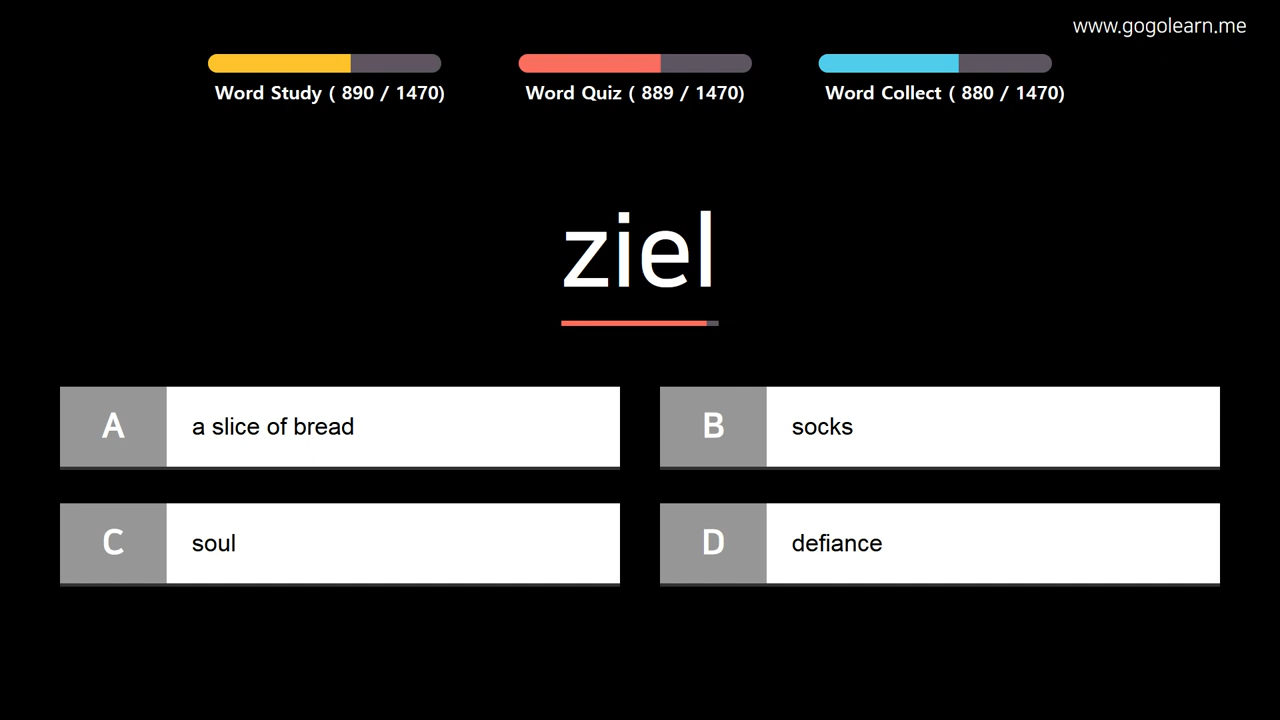 www.gogolearn.me
Word Study ( 890 / 1470)
Word Quiz ( 889 / 1470)
Word Collect ( 880 / 1470)
ziel
A a slice of bread
B socks
C soul
D defiance